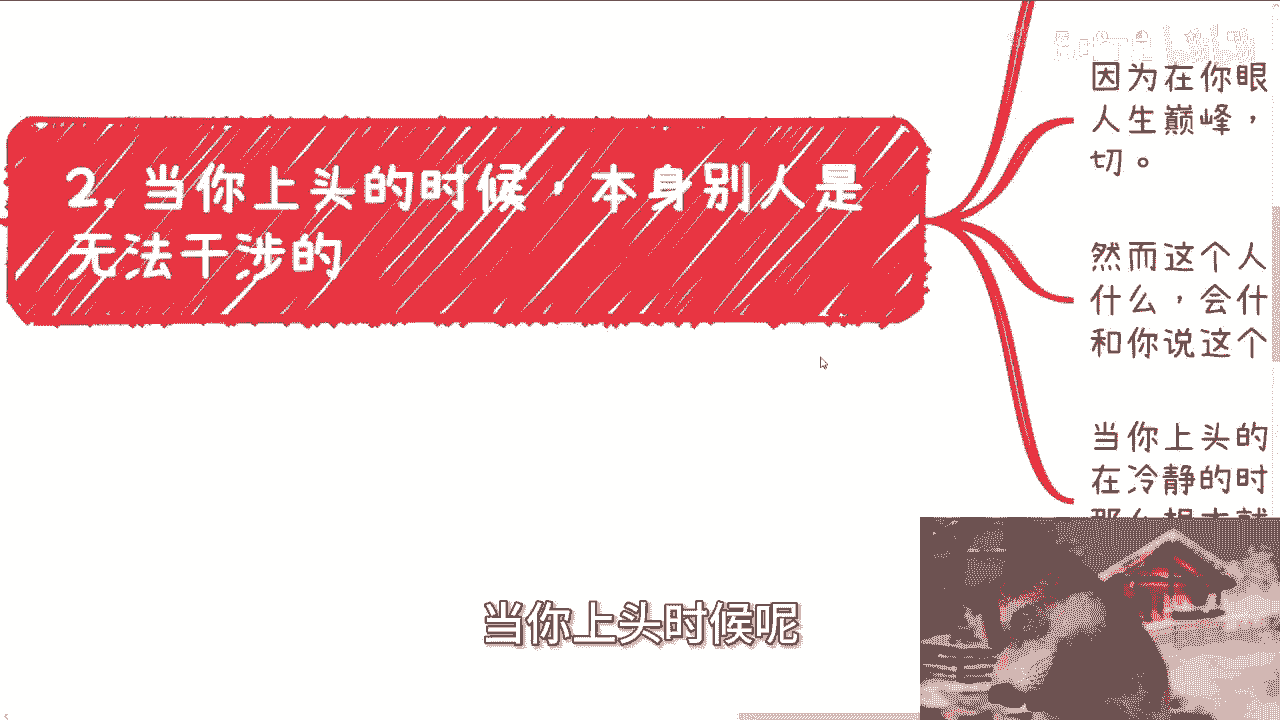 因为在你眼
人生巅峰，
切。
2. 当你上头的时候，本身别人是
无法干涉的
然而这个人
什么，会什
和你说这个
当你上头的
在冷静的时
当你上头时候呢